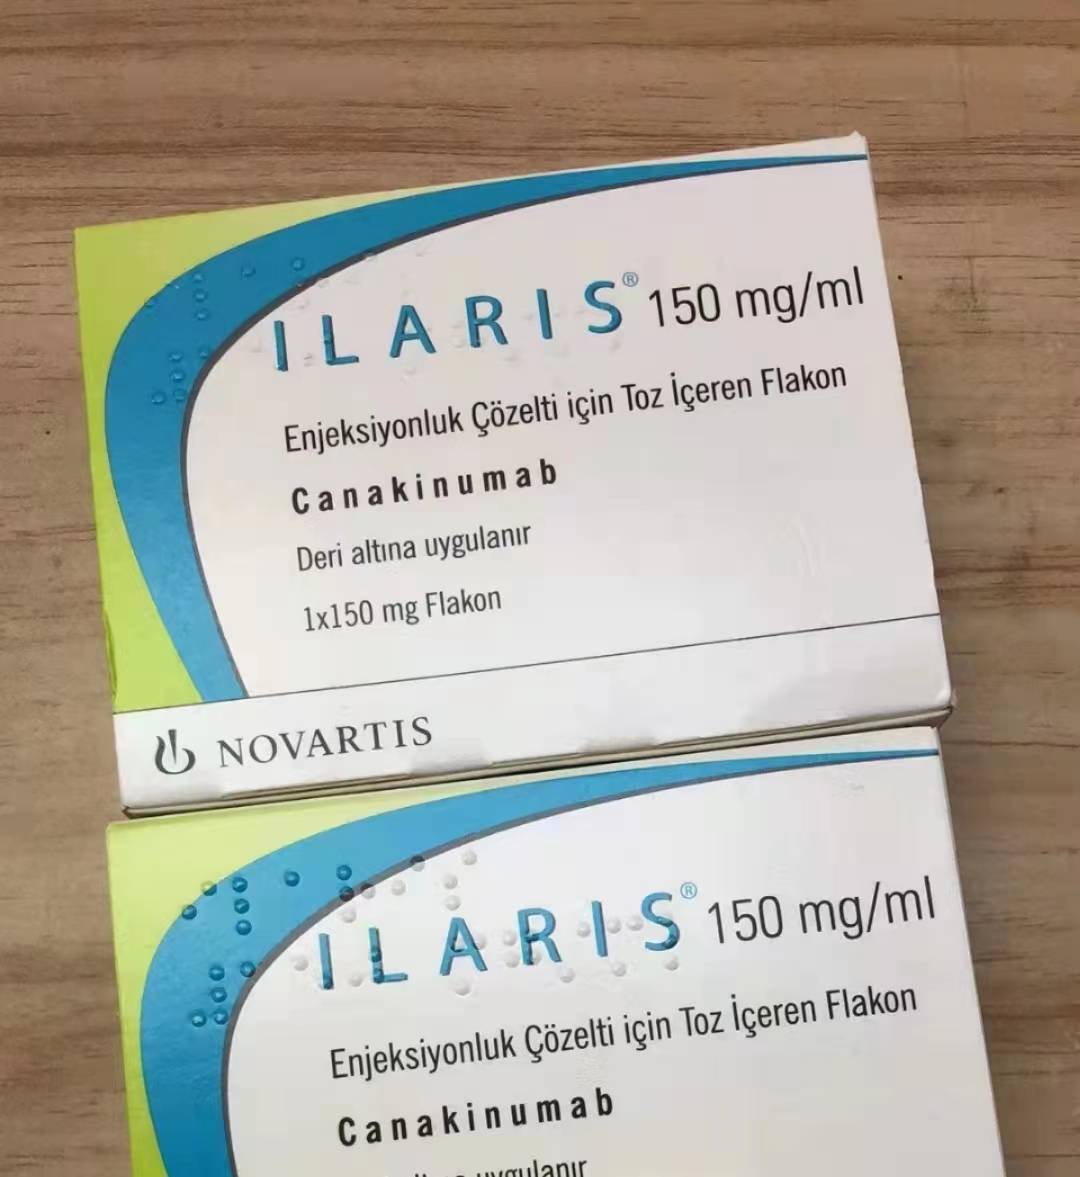 ILARIS® 150 mg/ml
Enjeksiyonluk Çözelti için Toz İçeren Flakon
Canakinumab
Deri altına uygulanır
1x150 mg Flakon
NOVARTIS
ILARIS® 150 mg/ml
Enjeksiyonluk Çözelti için Toz İçeren Flakon
Canakinumab
uygulanır